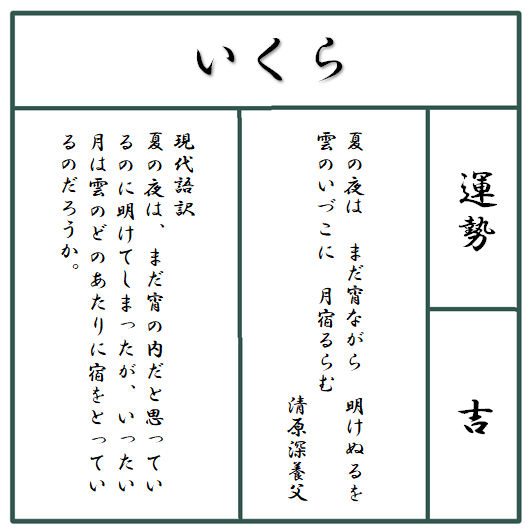 いくら
運勢
吉
夏の夜は　まだ宵ながら　明けぬるを
雲のいづこに　月宿るらむ
清原深養父
現代語訳
夏の夜は、まだ宵の内だと思ってい
るのに明けてしまったが、いったい
月は雲のどのあたりに宿をとってい
るのだろうか。